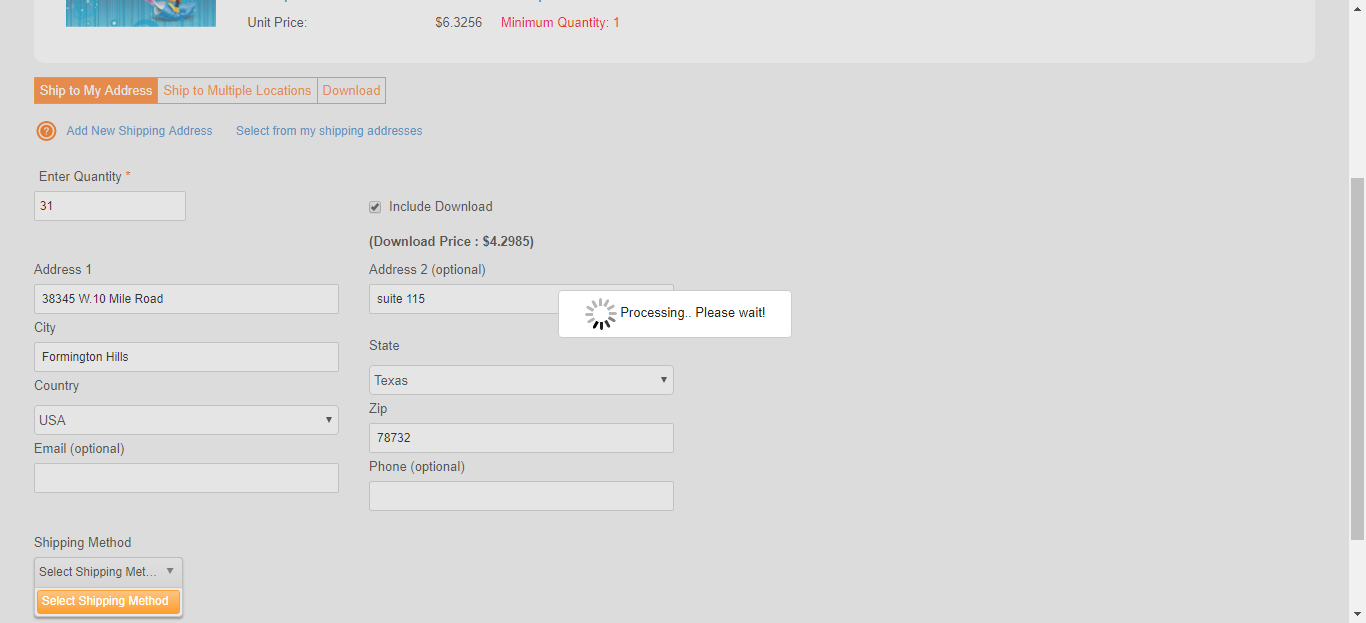 Unit Price: $6.3256 Minimum Quantity: 1
Ship to My Address Ship to Multiple Locations Download
? Add New Shipping Address Select from my shipping addresses
Enter Quantity *
31
Include Download
(Download Price : $4.2985)
Address 1
38345 W.10 Mile Road
Address 2 (optional)
suite 115
Processing.. Please wait!
City
Formington Hills
State
Texas
Country
USA
Zip
78732
Email (optional)
Phone (optional)
Shipping Method
Select Shipping Met...
Select Shipping Method